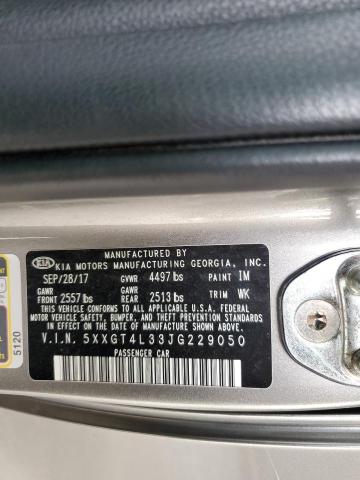 MANUFACTURED BY
KIA KIA MOTORS MANUFACTURING GEORGIA, INC.
SEP/28/17 GVWR 4497 lbs PAINT IM
GAWR FRONT 2557 lbs GAWR REAR 2513 lbs TRIM WK
THIS VEHICLE CONFORMS TO ALL APPLICABLE U.S.A. FEDERAL
MOTOR VEHICLE SAFETY, BUMPER, AND THEFT PREVENTION STANDARDS
IN EFFECT ON THE DATE OF MANUFACTURE SHOWN ABOVE.
V.I.N. 5XXGT4L33JG229050
PASSENGER CAR
5120